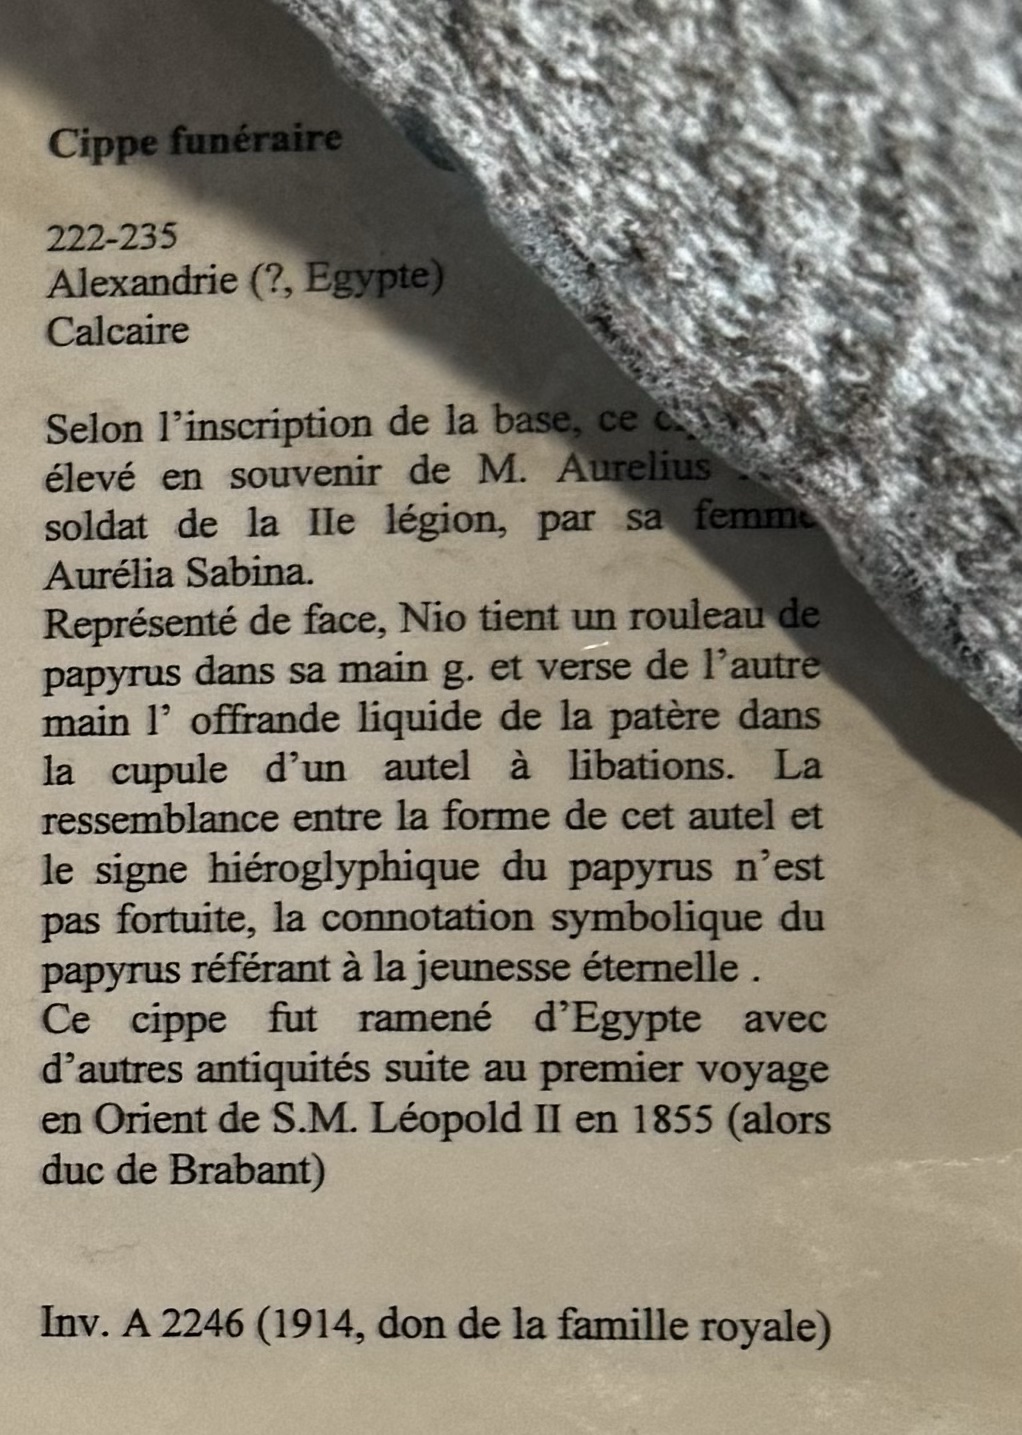 Cippe funéraire
222-235
Alexandrie (?, Egypte)
Calcaire
Selon l'inscription de la base, ce
élevé en souvenir de M. Aurelius
soldat de la IIe légion, par sa femme
Aurélia Sabina.
Représenté de face, Nio tient un rouleau de
papyrus dans sa main g. et verse de l'autre
main l' offrande liquide de la patère dans
la cupule d'un autel à libations. La
ressemblance entre la forme de cet autel et
le signe hiéroglyphique du papyrus n'est
pas fortuite, la connotation symbolique du
papyrus référant à la jeunesse éternelle .
Ce cippe fut ramené d'Egypte avec
d'autres antiquités suite au premier voyage
en Orient de S.M. Léopold II en 1855 (alors
duc de Brabant)
Inv. A 2246 (1914, don de la famille royale)